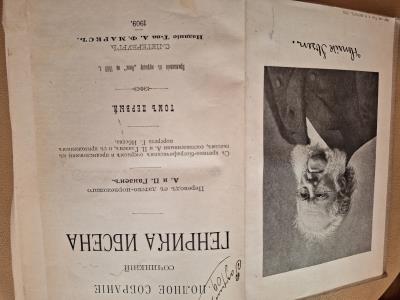 ПОЛНОЕ СОБРАНІЕ
СОЧИНЕНІЙ
ГЕНРИКА ИБСЕНА
Переводъ съ датско-норвежскаго
А. и П. Ганзенъ.
Съ критико-біографическимъ очеркомъ и предисловіями къ
пьесамъ, составленными А. и П. Ганзенъ, и съ приложеніемъ
портрета Г. Ибсена.
ТОМЪ ПЕРВЫЙ
Приложеніе къ журналу „Нива“ на 1909 г.
С.-ПЕТЕРБУРГЪ
Изданіе Т-ва А. Ф. МАРКСЪ.
1909.
Henrik Ibsen.